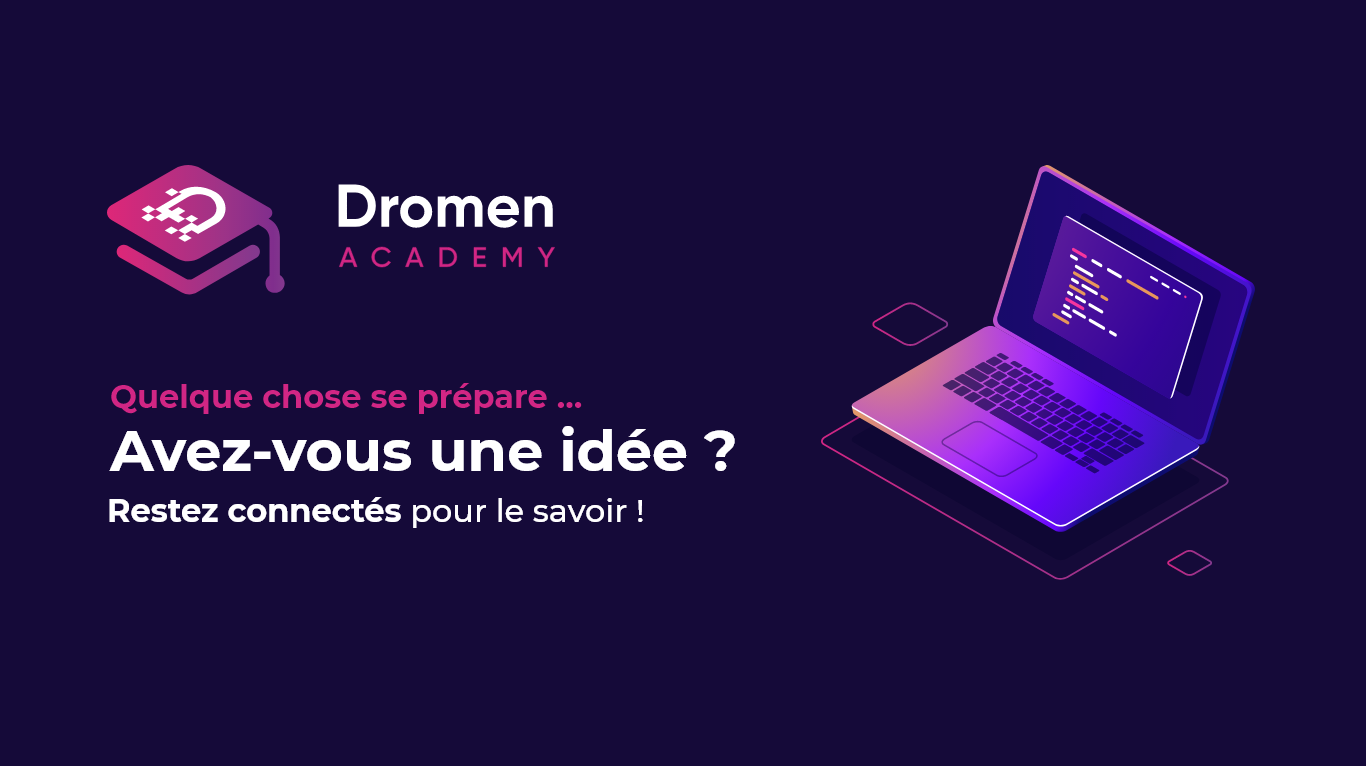 Dromen
ACADEMY
Quelque chose se prépare ...
Avez-vous une idée ?
Restez connectés pour le savoir !